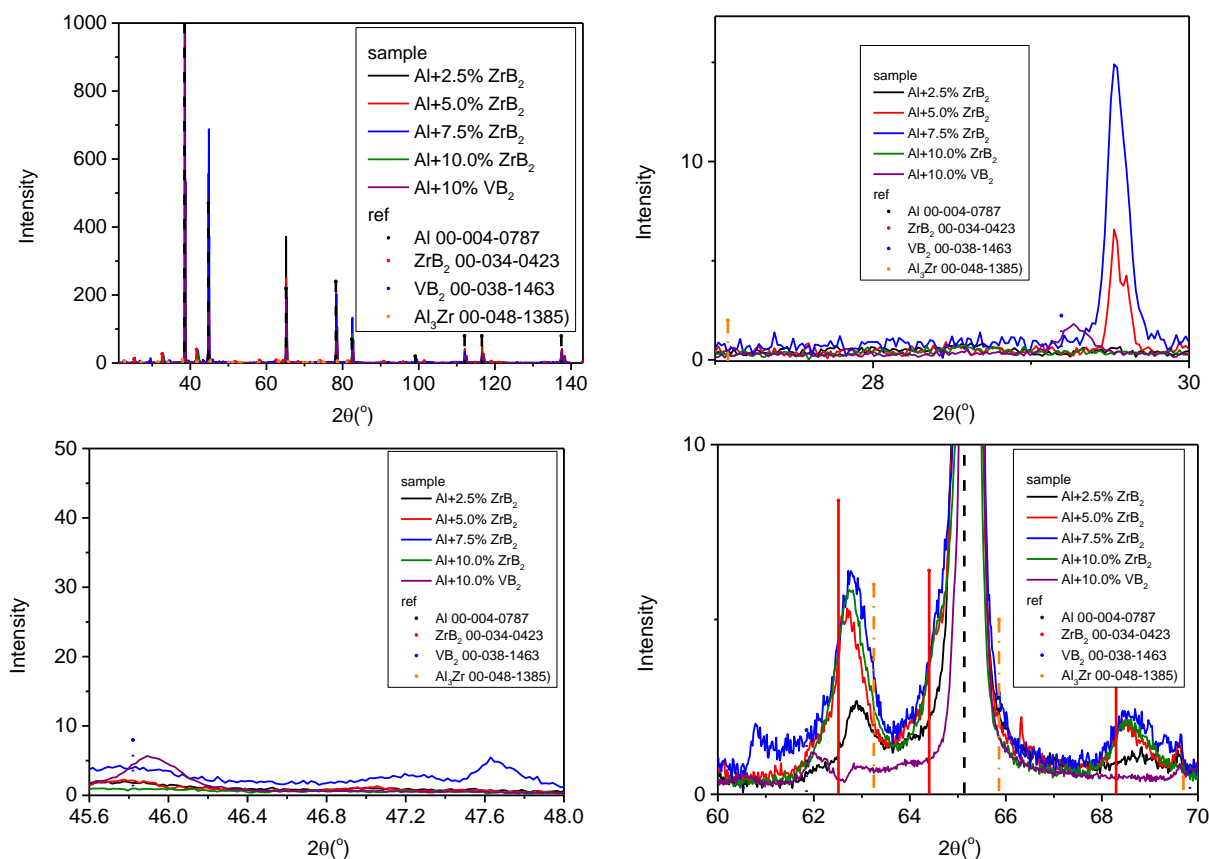 1000
800
600
400
200
0
Intensity
40 60 80 100 120 140
2θ(°)
sample
Al+2.5% ZrB₂
Al+5.0% ZrB₂
Al+7.5% ZrB₂
Al+10.0% ZrB₂
Al+10% VB₂
ref
Al 00-004-0787
ZrB₂ 00-034-0423
VB₂ 00-038-1463
Al₃Zr 00-048-1385)
10
0
Intensity
28 30
2θ(°)
sample
Al+2.5% ZrB₂
Al+5.0% ZrB₂
Al+7.5% ZrB₂
Al+10.0% ZrB₂
Al+10.0% VB₂
ref
Al 00-004-0787
ZrB₂ 00-034-0423
VB₂ 00-038-1463
Al₃Zr 00-048-1385)
50
40
30
20
10
0
Intensity
45.6 46.0 46.4 46.8 47.2 47.6 48.0
2θ(°)
sample
Al+2.5% ZrB₂
Al+5.0% ZrB₂
Al+7.5% ZrB₂
Al+10.0% ZrB₂
Al+10.0% VB₂
ref
Al 00-004-0787
ZrB₂ 00-034-0423
VB₂ 00-038-1463
Al₃Zr 00-048-1385)
10
0
Intensity
60 62 64 66 68 70
2θ(°)
sample
Al+2.5% ZrB₂
Al+5.0% ZrB₂
Al+7.5% ZrB₂
Al+10.0% ZrB₂
Al+10.0% VB₂
ref
Al 00-004-0787
ZrB₂ 00-034-0423
VB₂ 00-038-1463
Al₃Zr 00-048-1385)